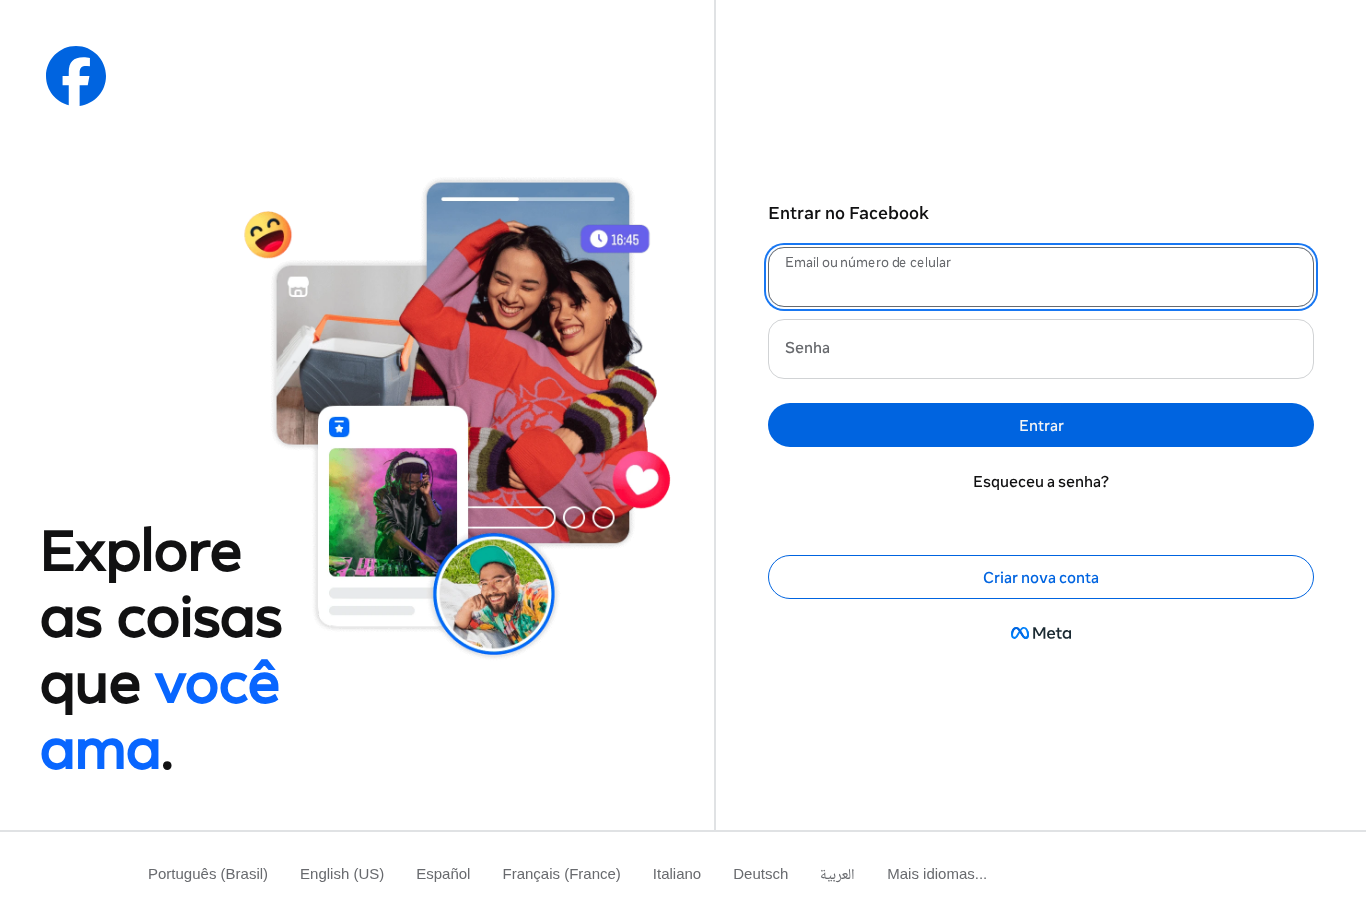 16:45
Explore
as coisas
que você
ama.
Entrar no Facebook
Email ou número de celular
Senha
Entrar
Esqueceu a senha?
Criar nova conta
Meta
Português (Brasil) English (US) Español Français (France) Italiano Deutsch العربية Mais idiomas...